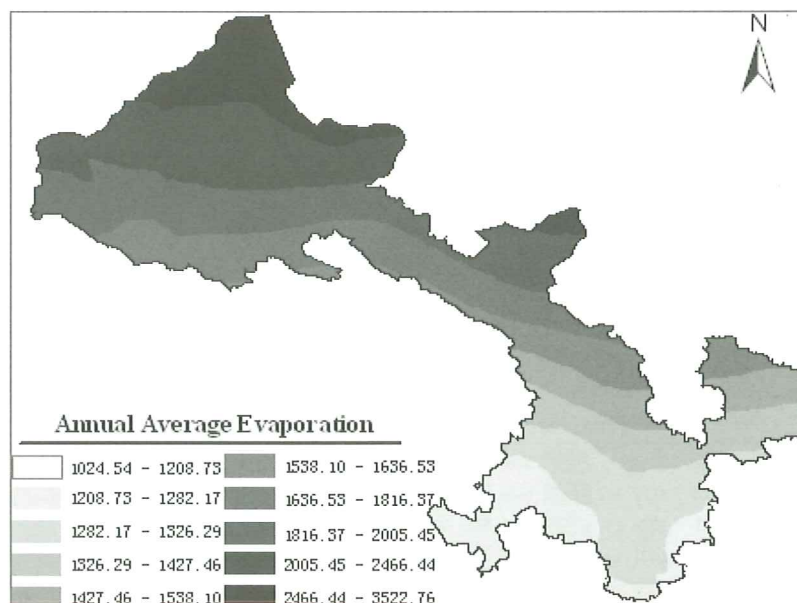 N
Annual Average Evaporation
1024.54 - 1208.73
1208.73 - 1282.17
1282.17 - 1326.29
1326.29 - 1427.46
1427.46 - 1538.10
1538.10 - 1636.53
1636.53 - 1816.37
1816.37 - 2005.45
2005.45 - 2466.44
2466.44 - 3522.76